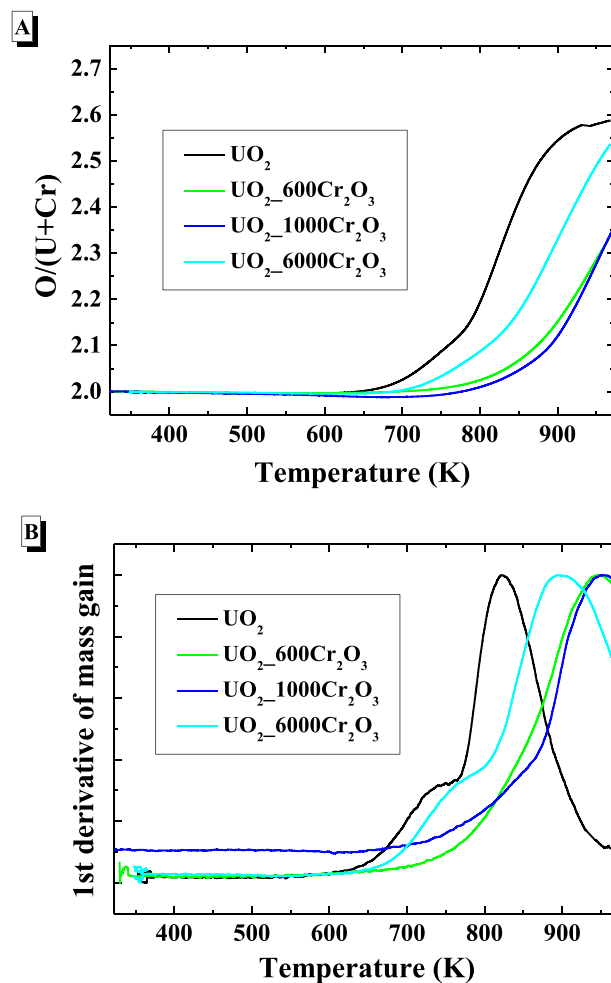 A
2.7
2.6
2.5
2.4
2.3
2.2
2.1
2.0
O/(U+Cr)
UO₂
UO₂_600Cr₂O₃
UO₂_1000Cr₂O₃
UO₂_6000Cr₂O₃
400 500 600 700 800 900
Temperature (K)
B
1st derivative of mass gain
UO₂
UO₂_600Cr₂O₃
UO₂_1000Cr₂O₃
UO₂_6000Cr₂O₃
400 500 600 700 800 900
Temperature (K)